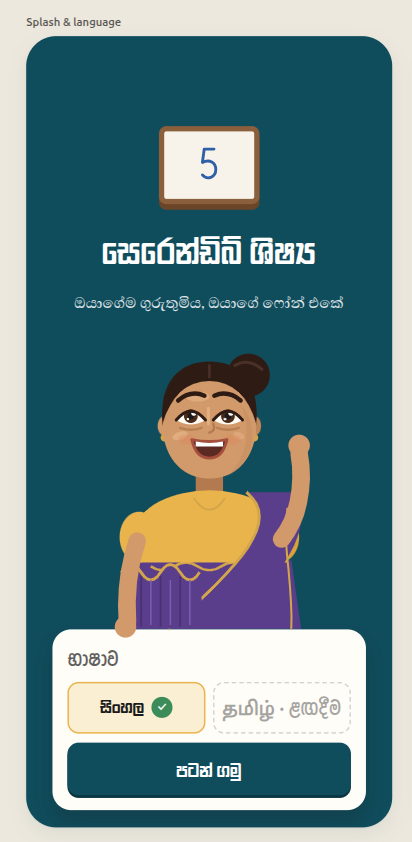 Splash & language
5
සෙරෙන්ඩිබ් ශිෂ්‍ය
ඔයාගේම ගුරුතුමිය, ඔයාගේ ෆෝන් එකේ
භාෂාව
සිංහල
தமிழ் · ළඟදීම
පටන් ගමු